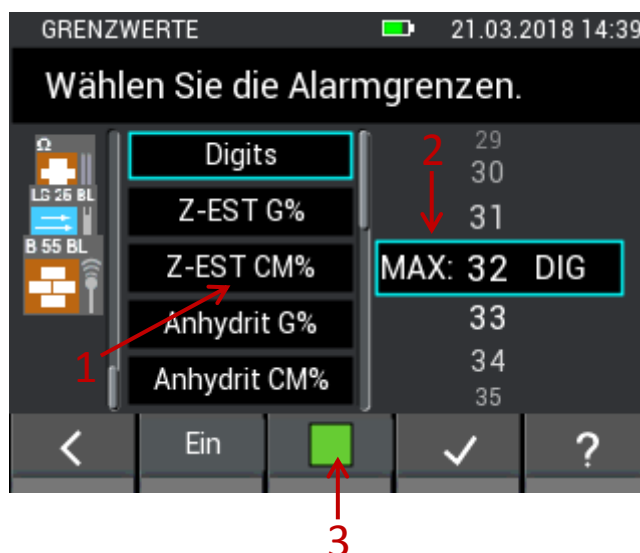 GRENZWERTE 21.03.2018 14:39
Wählen Sie die Alarmgrenzen.
Ω
LG 26 BL
B 55 BL
Digits
Z-EST G%
Z-EST CM%
Anhydrit G%
Anhydrit CM%
1
2
29
30
31
MAX: 32 DIG
33
34
35
Ein
?
3